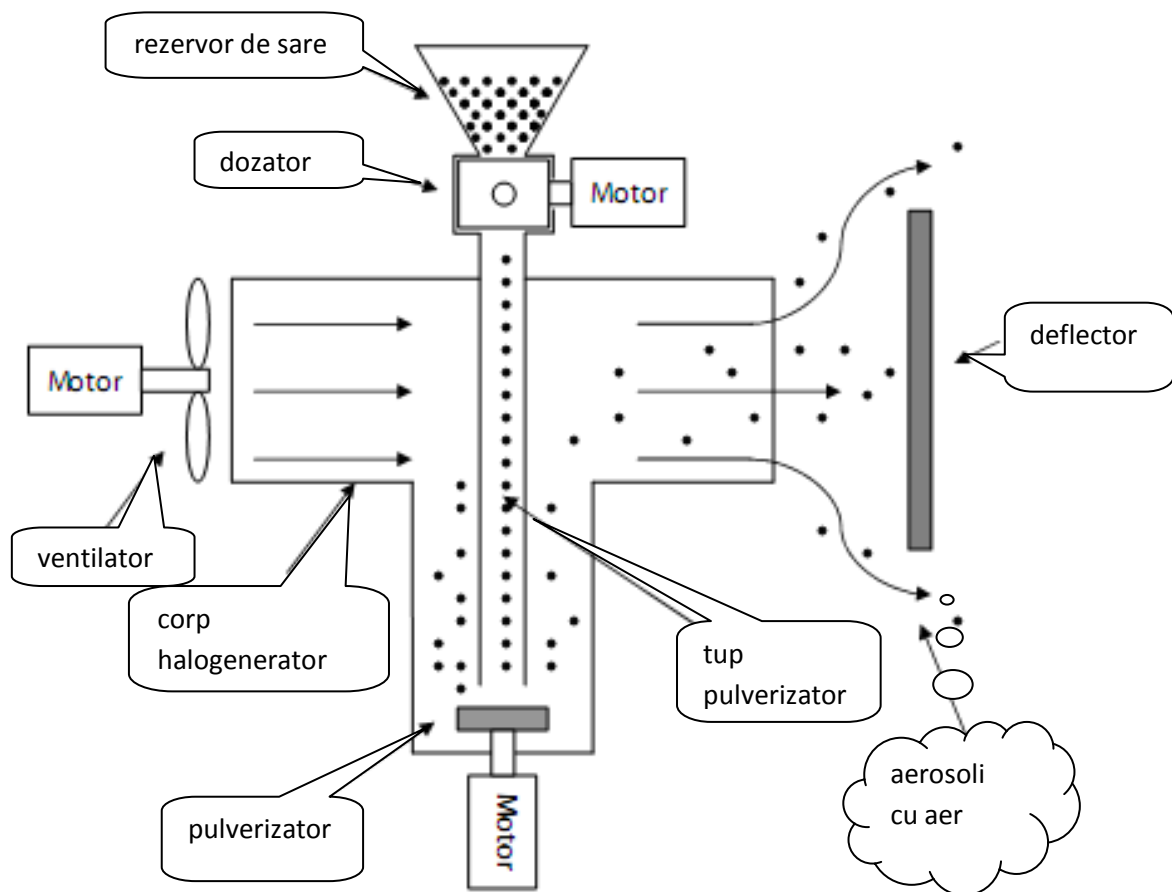 rezervor de sare
dozator
Motor
deflector
Motor
ventilator
corp
halogenerator
tup
pulverizator
aerosoli
cu aer
pulverizator
Motor